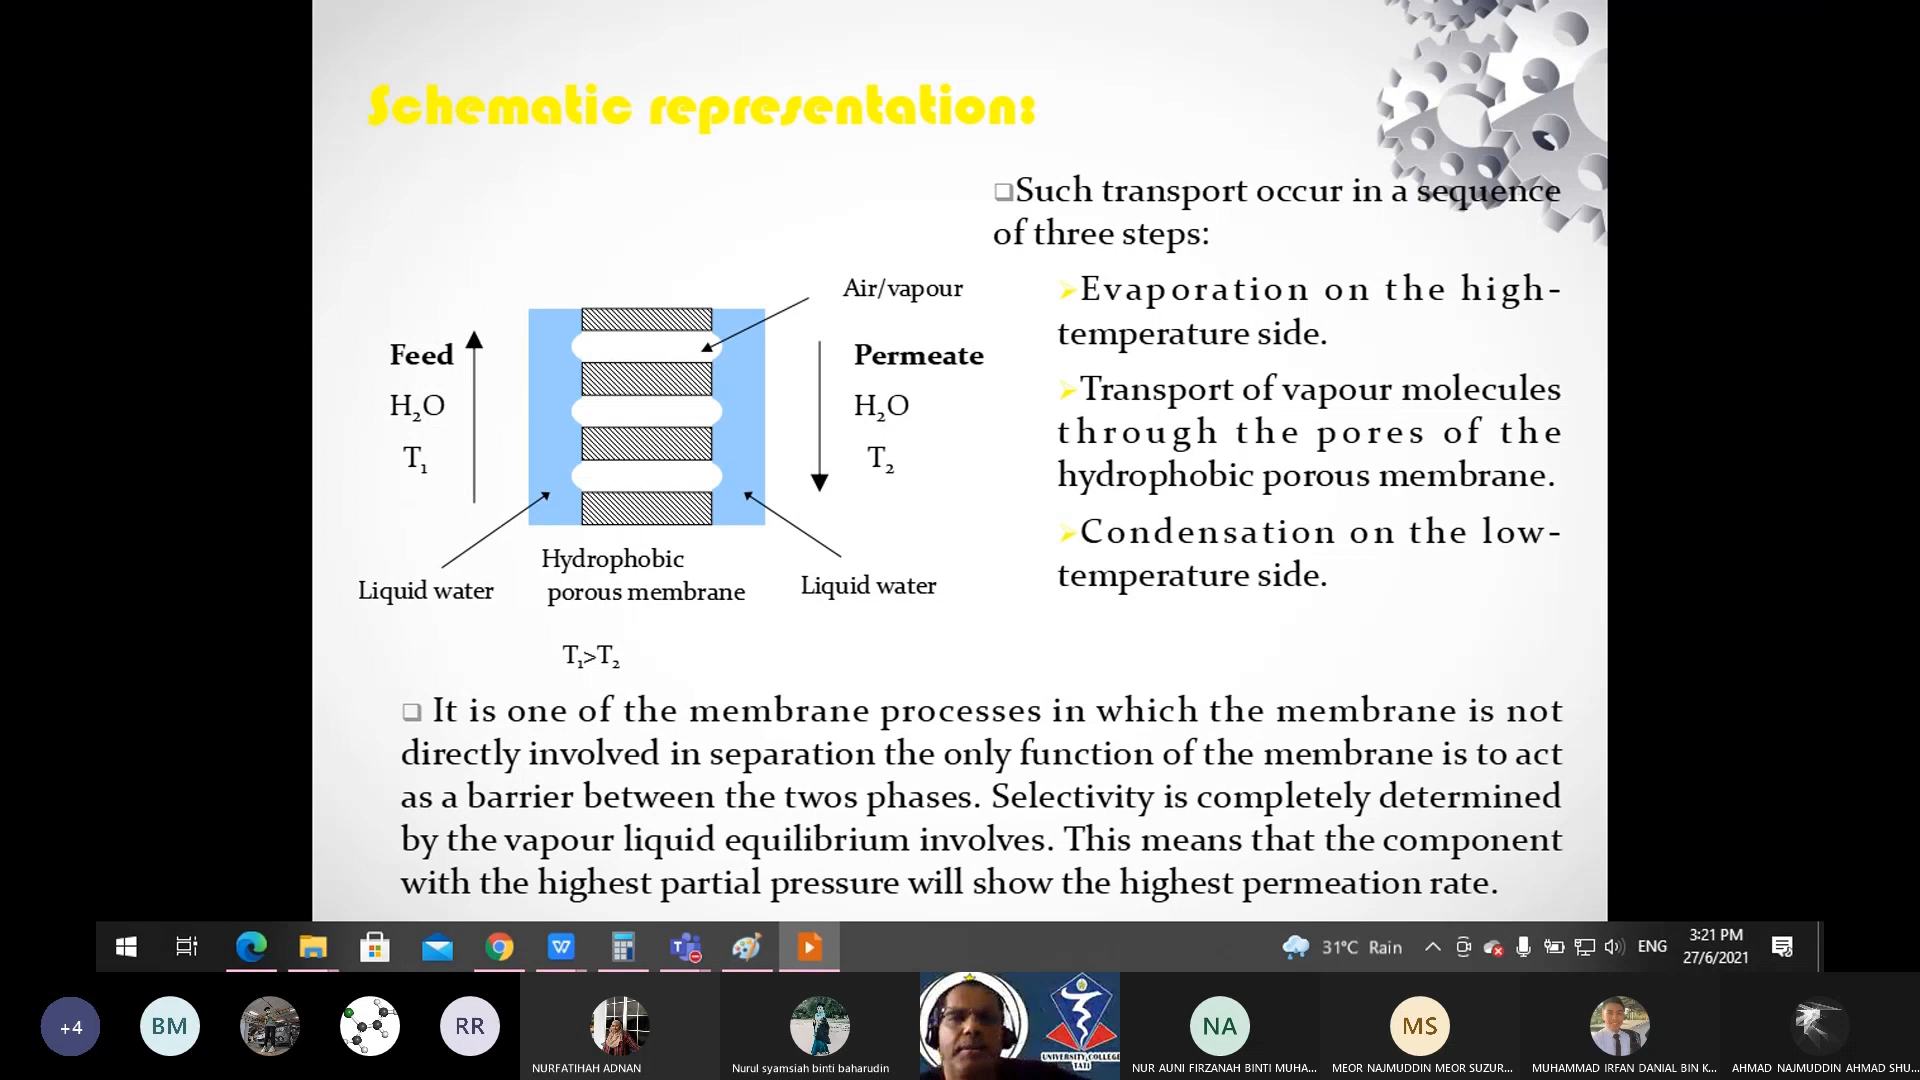 Schematic representation:
❑Such transport occur in a sequence
of three steps:
➢Evaporation on the high-
temperature side.
➢Transport of vapour molecules
through the pores of the
hydrophobic porous membrane.
➢Condensation on the low-
temperature side.
Air/vapour
Feed
H₂O
T₁
Permeate
H₂O
T₂
Liquid water
Hydrophobic
porous membrane
Liquid water
T₁>T₂
❑ It is one of the membrane processes in which the membrane is not
directly involved in separation the only function of the membrane is to act
as a barrier between the twos phases. Selectivity is completely determined
by the vapour liquid equilibrium involves. This means that the component
with the highest partial pressure will show the highest permeation rate.
31°C Rain
ENG
3:21 PM
27/6/2021
+4
BM
RR
NURFATIHAH ADNAN
Nurul syamsiah binti baharudin
UNIVERSITY COLLEGE
TATI
NA
NUR AUNI FIRZANAH BINTI MUHA...
MS
MEOR NAJMUDDIN MEOR SUZUR...
MUHAMMAD IRFAN DANIAL BIN K...
AHMAD NAJMUDDIN AHMAD SHU...